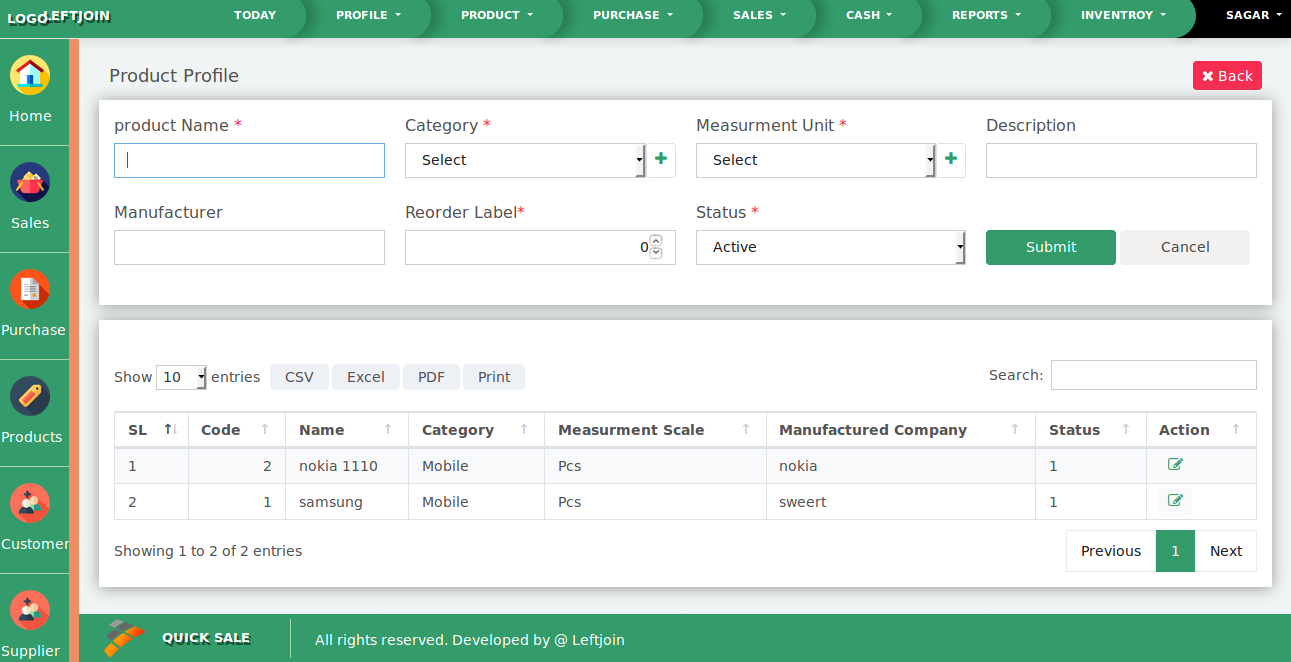 LOGO LEFTJOIN TODAY PROFILE PRODUCT PURCHASE SALES CASH REPORTS INVENTROY SAGAR
Home
Sales
Purchase
Products
Customer
Supplier
Product Profile Back
product Name * Category * Measurment Unit * Description
Select Select
Manufacturer Reorder Label* Status *
0 Active Submit Cancel
Show 10 entries CSV Excel PDF Print Search:
SL Code Name Category Measurment Scale Manufactured Company Status Action
1 2 nokia 1110 Mobile Pcs nokia 1
2 1 samsung Mobile Pcs sweert 1
Showing 1 to 2 of 2 entries Previous 1 Next
QUICK SALE All rights reserved. Developed by @ Leftjoin